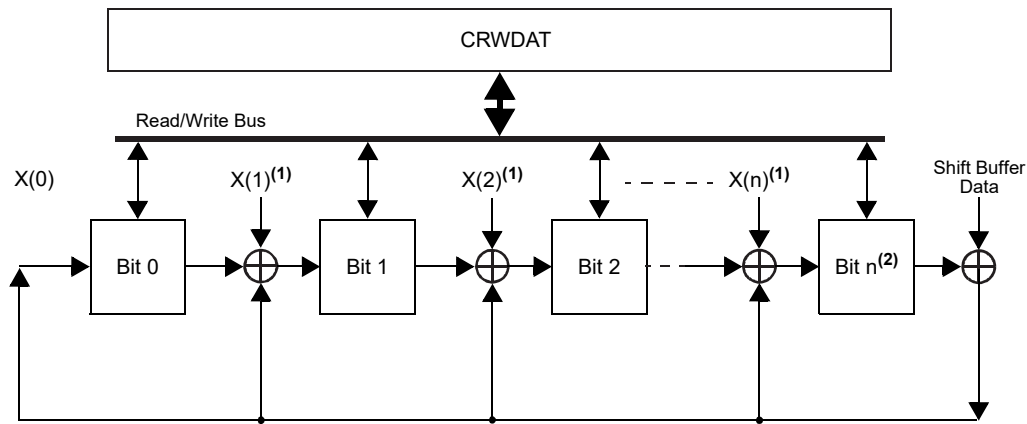 CRWDAT
Read/Write Bus
X(0)
X(1)(1)
X(2)(1)
X(n)(1)
Shift Buffer
Data
Bit 0
Bit 1
Bit 2
Bit n(2)